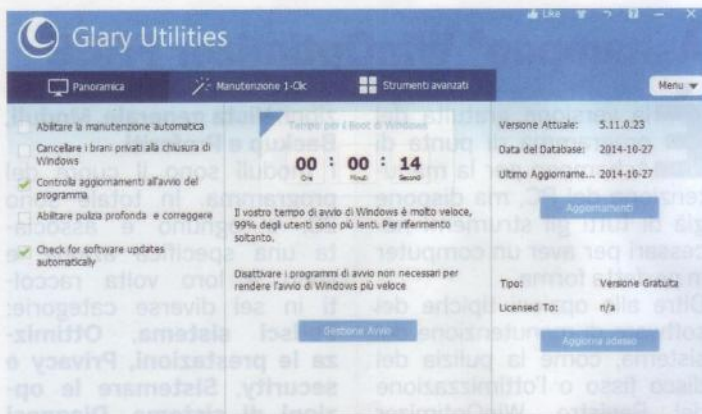 Like
Glary Utilities
Panoramica
Manutenzione 1-Clic
Strumenti avanzati
Menu
Abilitare la manutenzione automatica
Cancellare i brani privati alla chiusura di
Windows
Controlla aggiornamenti all'avvio del
programma
Abilitare pulizia profonda e correggere
Check for software updates
automatically
Tempo per il Boot di Windows
00 : 00 : 14
Ore Minuti Secondi
Il vostro tempo di avvio di Windows è molto veloce,
99% degli utenti sono più lenti. Per riferimento
soltanto.
Disattivare i programmi di avvio non necessari per
rendere l'avvio di Windows più veloce
Gestione Avvio
Versione Attuale: 5.11.0.23
Data del Database: 2014-10-27
Ultimo Aggiorname... 2014-10-27
Aggiornamenti
Tipo: Versione Gratuita
Licensed To: n/a
Aggiorna adesso